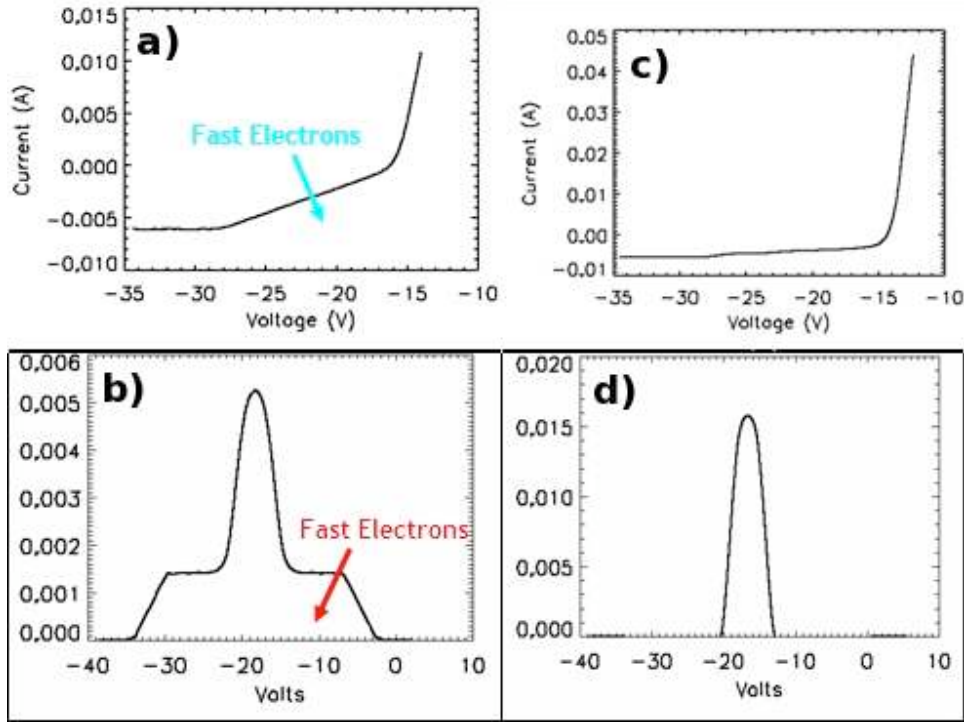 a)
0.015
0.010
0.005
0.000
-0.005
-0.010
Current (A)
Fast Electrons
-35 -30 -25 -20 -15 -10
Voltage (V)
c)
0.05
0.04
0.03
0.02
0.01
0.00
-0.01
Current (A)
-35 -30 -25 -20 -15 -10
Voltage (V)
b)
0.006
0.005
0.004
0.003
0.002
0.001
0.000
Fast Electrons
-40 -30 -20 -10 0 10
Volts
d)
0.020
0.015
0.010
0.005
0.000
-40 -30 -20 -10 0 10
Volts